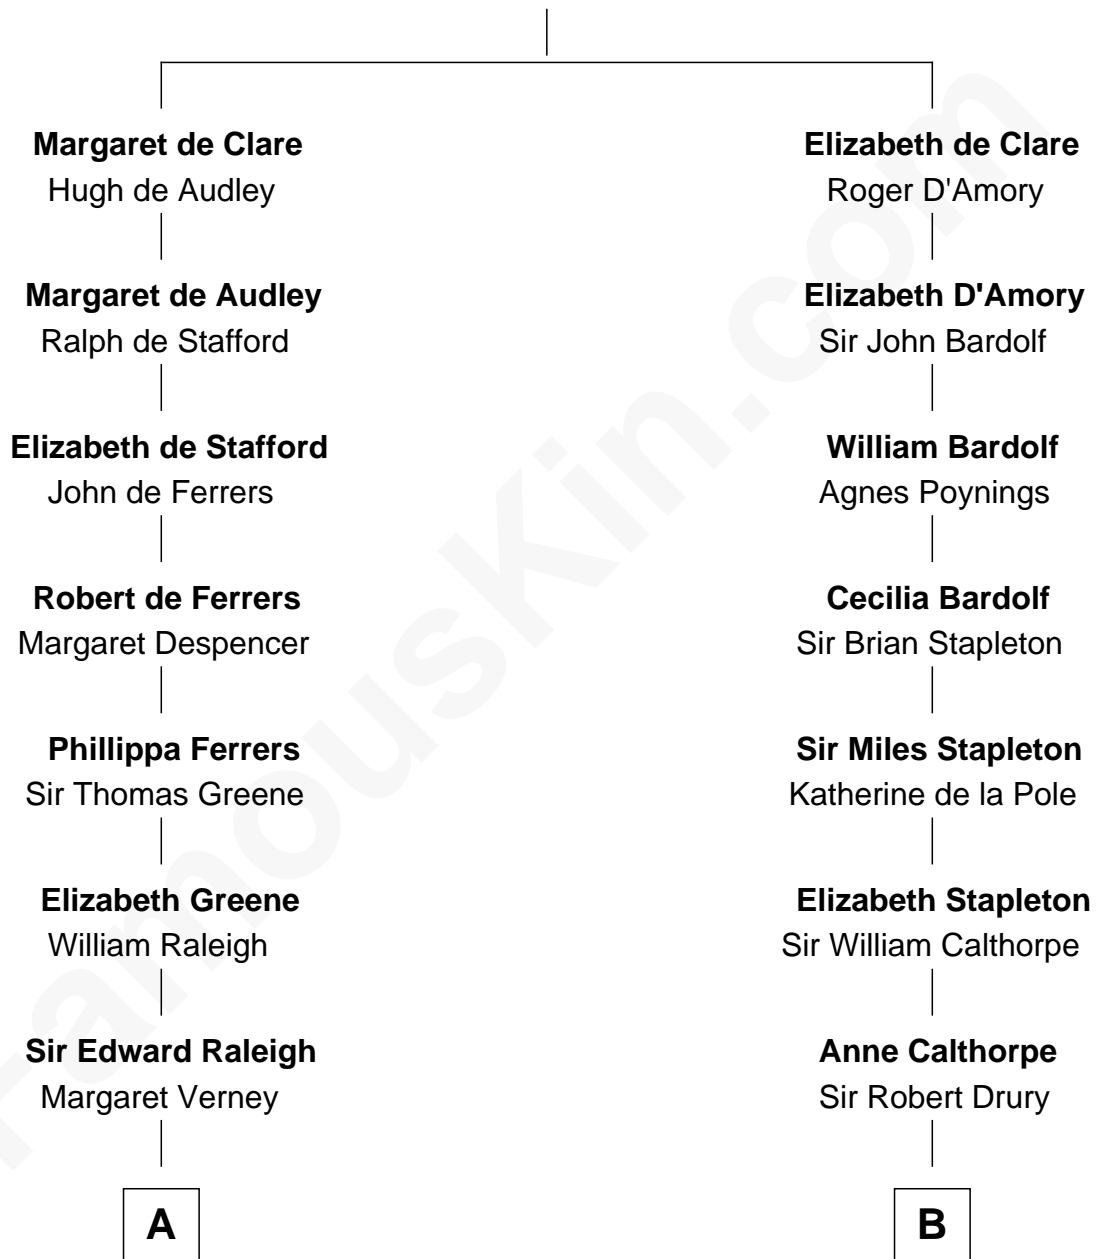 Margaret de Clare
Hugh de Audley
Elizabeth de Clare
Roger D'Amory
Margaret de Audley
Ralph de Stafford
Elizabeth D'Amory
Sir John Bardolf
Elizabeth de Stafford
John de Ferrers
William Bardolf
Agnes Poynings
Robert de Ferrers
Margaret Despencer
Cecilia Bardolf
Sir Brian Stapleton
Phillippa Ferrers
Sir Thomas Greene
Sir Miles Stapleton
Katherine de la Pole
Elizabeth Greene
William Raleigh
Elizabeth Stapleton
Sir William Calthorpe
Sir Edward Raleigh
Margaret Verney
Anne Calthorpe
Sir Robert Drury
A
B
FamousKin.com